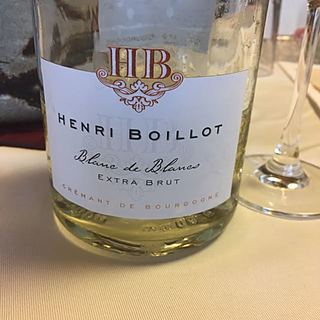 HB
HENRI BOILLOT
Blanc de Blancs
EXTRA BRUT
CRÉMANT DE BOURGOGNE